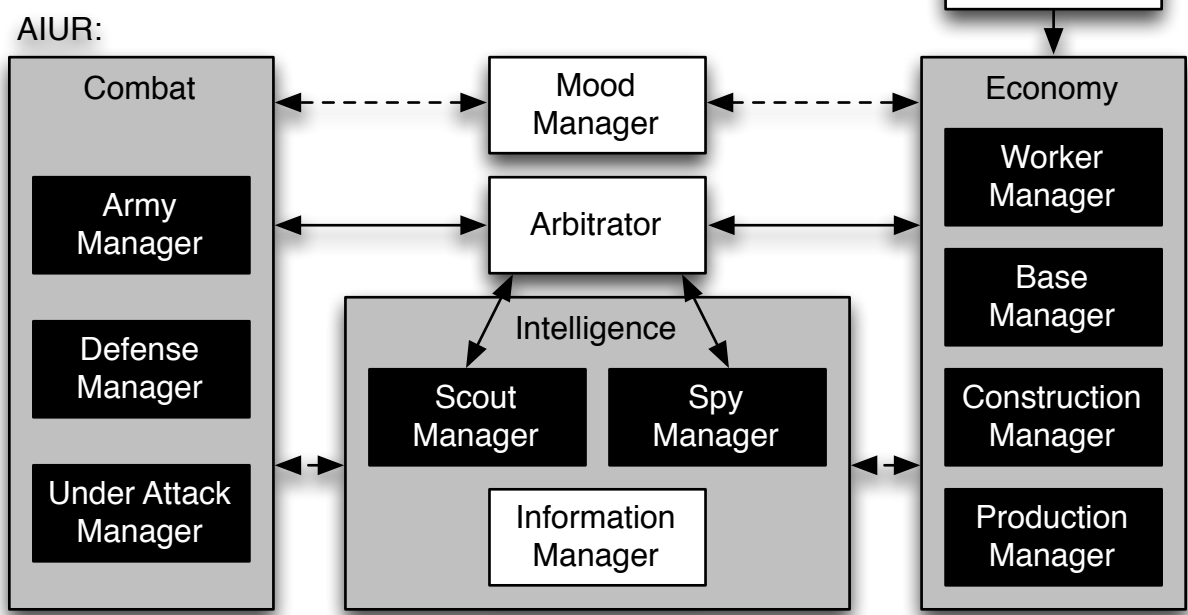 AIUR:
Combat
Army
Manager
Defense
Manager
Under Attack
Manager
Mood
Manager
Arbitrator
Intelligence
Scout
Manager
Spy
Manager
Information
Manager
Economy
Worker
Manager
Base
Manager
Construction
Manager
Production
Manager